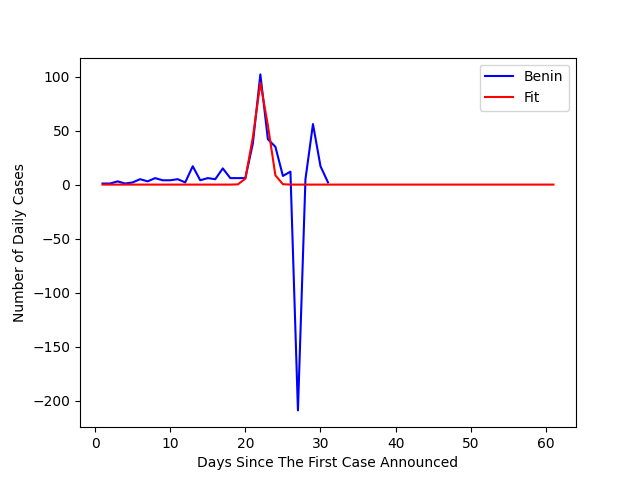 Benin
Fit
100
50
0
−50
−100
−150
−200
Number of Daily Cases
0 10 20 30 40 50 60
Days Since The First Case Announced